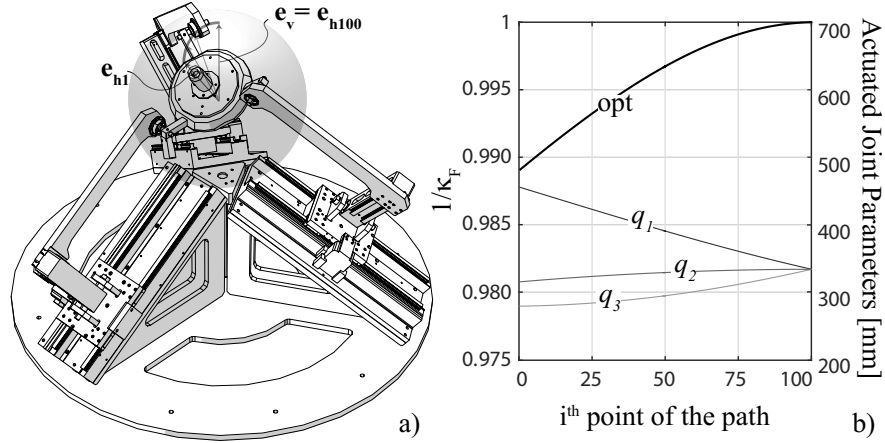 e_v = e_h100
e_h1
a)
1
0.995
0.990
0.985
0.980
0.975
1/κ_F
opt
q_1
q_2
q_3
700
600
500
400
300
200
Actuated Joint Parameters [mm]
0
25
50
75
100
i^th point of the path
b)